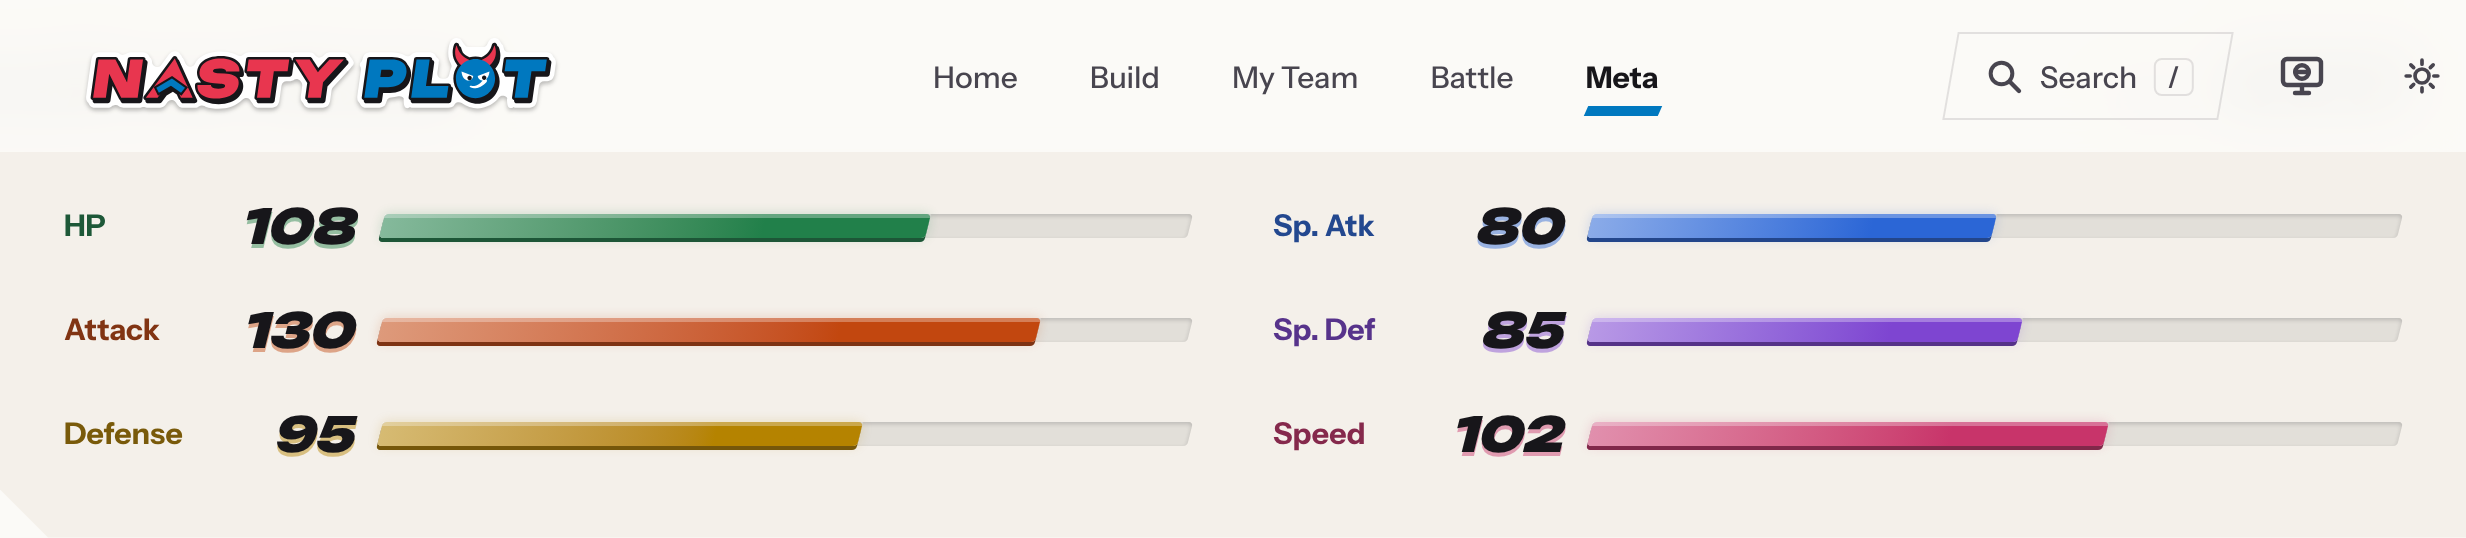 NASTY PLOT
Home Build My Team Battle Meta Search /
HP 108 Sp. Atk 80
Attack 130 Sp. Def 85
Defense 95 Speed 102